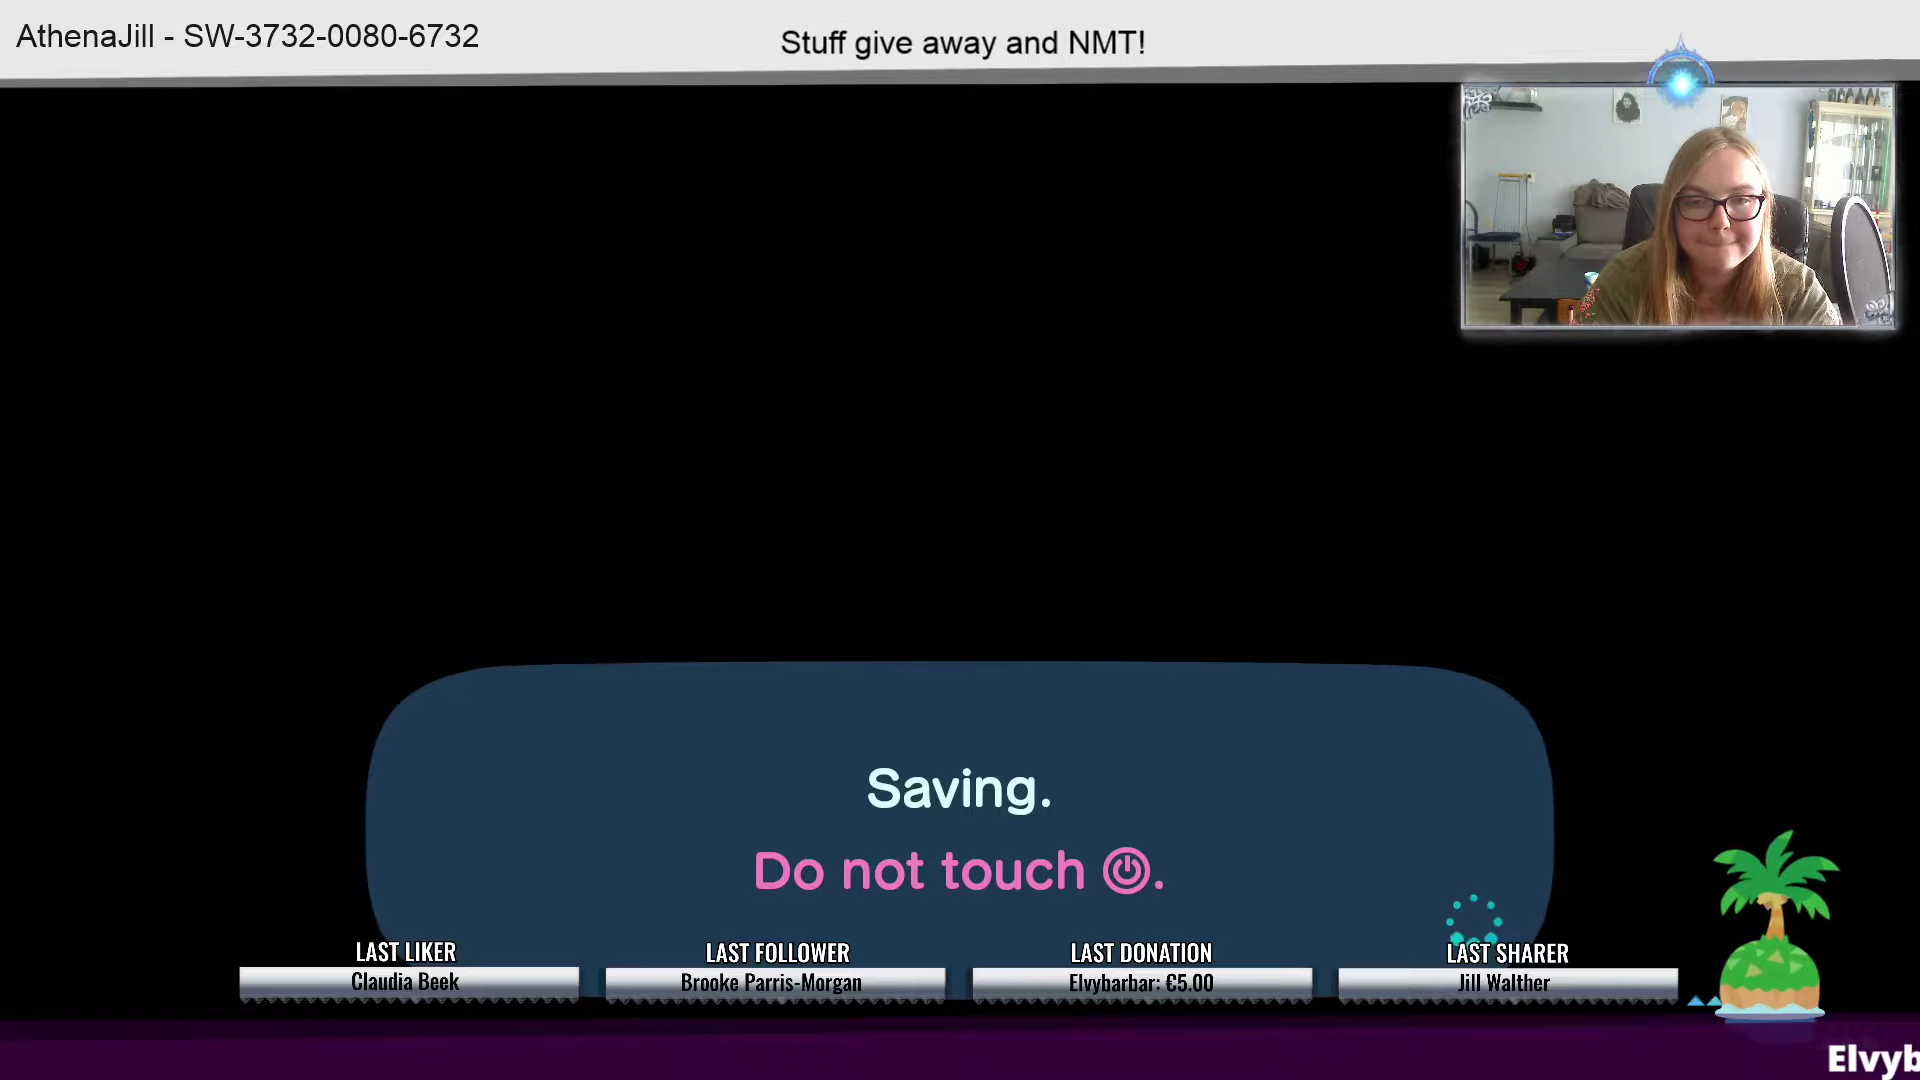 AthenaJill - SW-3732-0080-6732
Stuff give away and NMT!
Saving.
Do not touch ⏻.
LAST LIKER
Claudia Beek
LAST FOLLOWER
Brooke Parris-Morgan
LAST DONATION
Elvybarbar: €5.00
LAST SHARER
Jill Walther
Elvyb